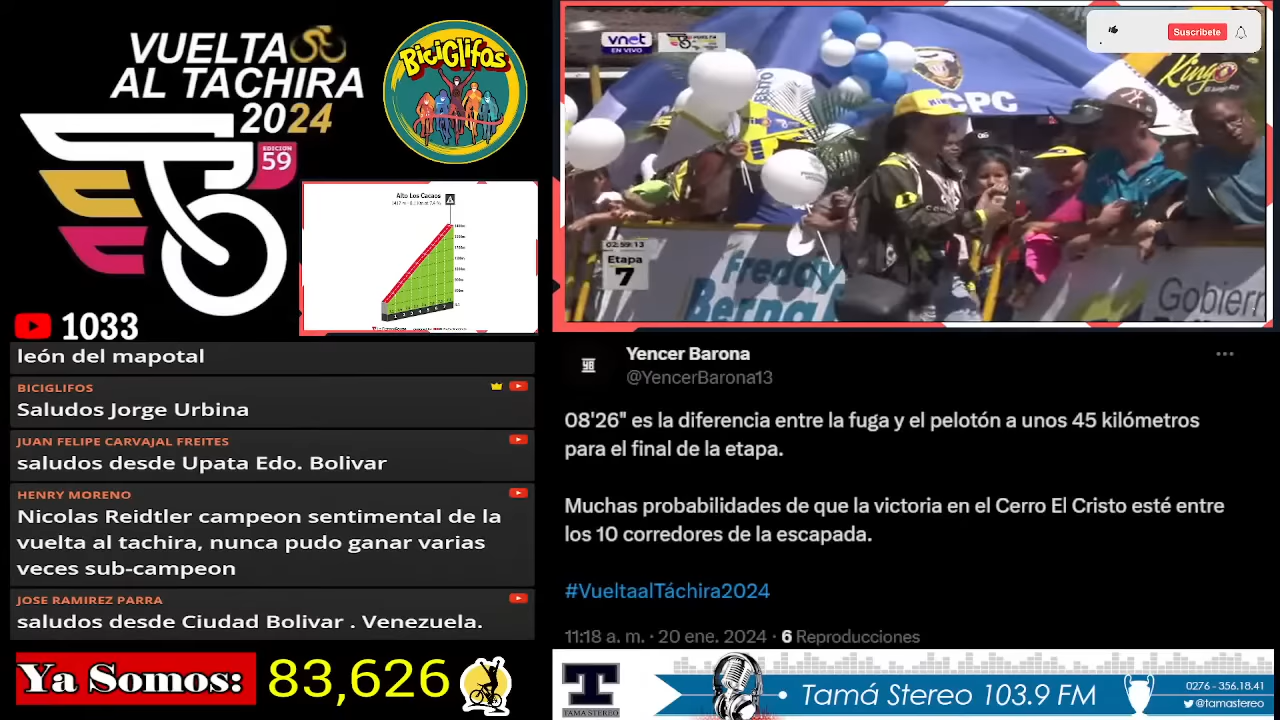 VUELTA
AL TACHIRA
2024
EDICION
59
BiciGlifos
Alto Los Cacaos
1033
león del mapotal
BICIGLIFOS
Saludos Jorge Urbina
JUAN FELIPE CARVAJAL FREITES
saludos desde Upata Edo. Bolivar
HENRY MORENO
Nicolas Reidtler campeon sentimental de la
vuelta al tachira, nunca pudo ganar varias
veces sub-campeon
JOSE RAMIREZ PARRA
saludos desde Ciudad Bolivar . Venezuela.
Ya Somos:
83,626
vnet
EN VIVO
Suscribete
King
CPC
02:59:13
Etapa
7
Freddy
Bernal
Gobiern
Yencer Barona
@YencerBarona13
08'26" es la diferencia entre la fuga y el pelotón a unos 45 kilómetros
para el final de la etapa.
Muchas probabilidades de que la victoria en el Cerro El Cristo esté entre
los 10 corredores de la escapada.
#VueltaalTáchira2024
11:18 a. m. · 20 ene. 2024 · 6 Reproducciones
T
TAMA STEREO
Tamá Stereo 103.9 FM
0276 - 356.18.41
@tamastereo